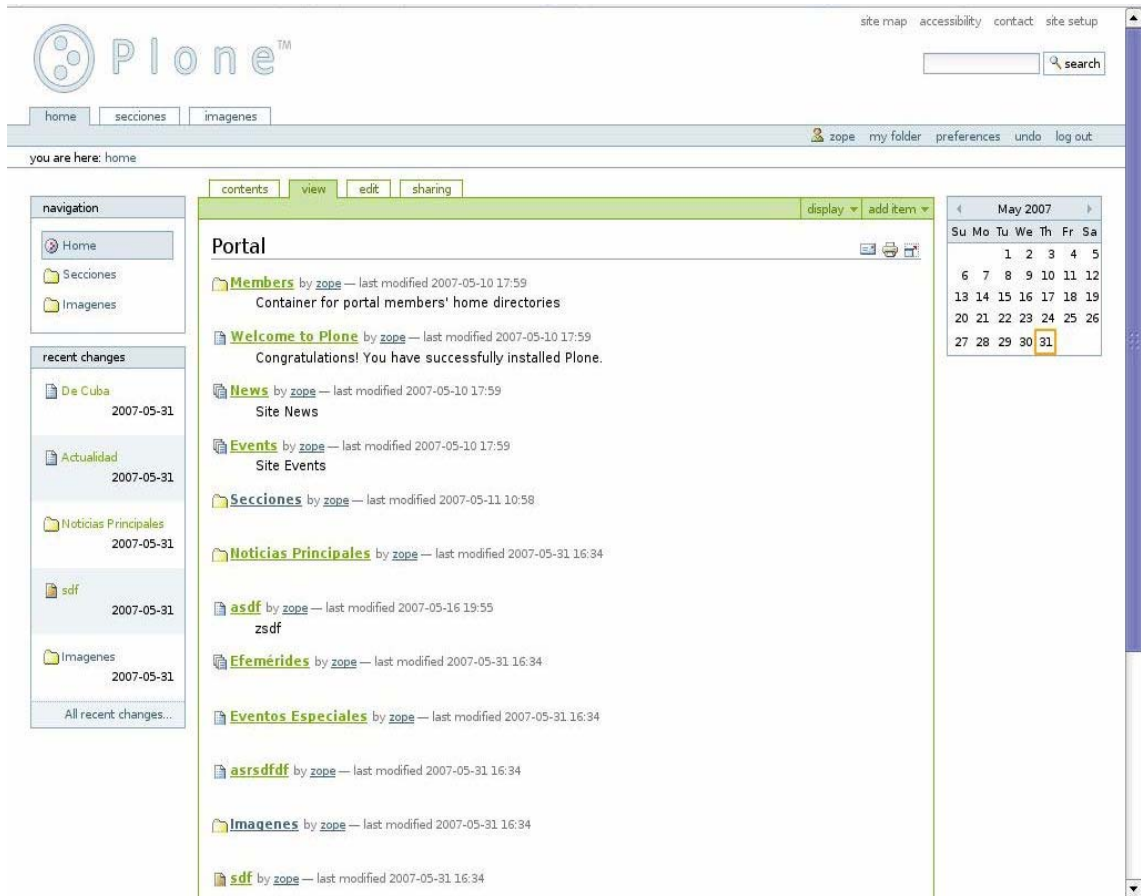 site map accessibility contact site setup
Plone™
search
home secciones imagenes
zope my folder preferences undo log out
you are here: home
contents view edit sharing
display add item
navigation
Home
Secciones
Imagenes
recent changes
De Cuba
2007-05-31
Actualidad
2007-05-31
Noticias Principales
2007-05-31
sdf
2007-05-31
Imagenes
2007-05-31
All recent changes...
Portal
Members by zope — last modified 2007-05-10 17:59
Container for portal members' home directories
Welcome to Plone by zope — last modified 2007-05-10 17:59
Congratulations! You have successfully installed Plone.
News by zope — last modified 2007-05-10 17:59
Site News
Events by zope — last modified 2007-05-10 17:59
Site Events
Secciones by zope — last modified 2007-05-11 10:58
Noticias Principales by zope — last modified 2007-05-31 16:34
asdf by zope — last modified 2007-05-16 19:55
zsdf
Efemérides by zope — last modified 2007-05-31 16:34
Eventos Especiales by zope — last modified 2007-05-31 16:34
asrsdfdf by zope — last modified 2007-05-31 16:34
Imagenes by zope — last modified 2007-05-31 16:34
sdf by zope — last modified 2007-05-31 16:34
May 2007
Su Mo Tu We Th Fr Sa
1 2 3 4 5
6 7 8 9 10 11 12
13 14 15 16 17 18 19
20 21 22 23 24 25 26
27 28 29 30 31